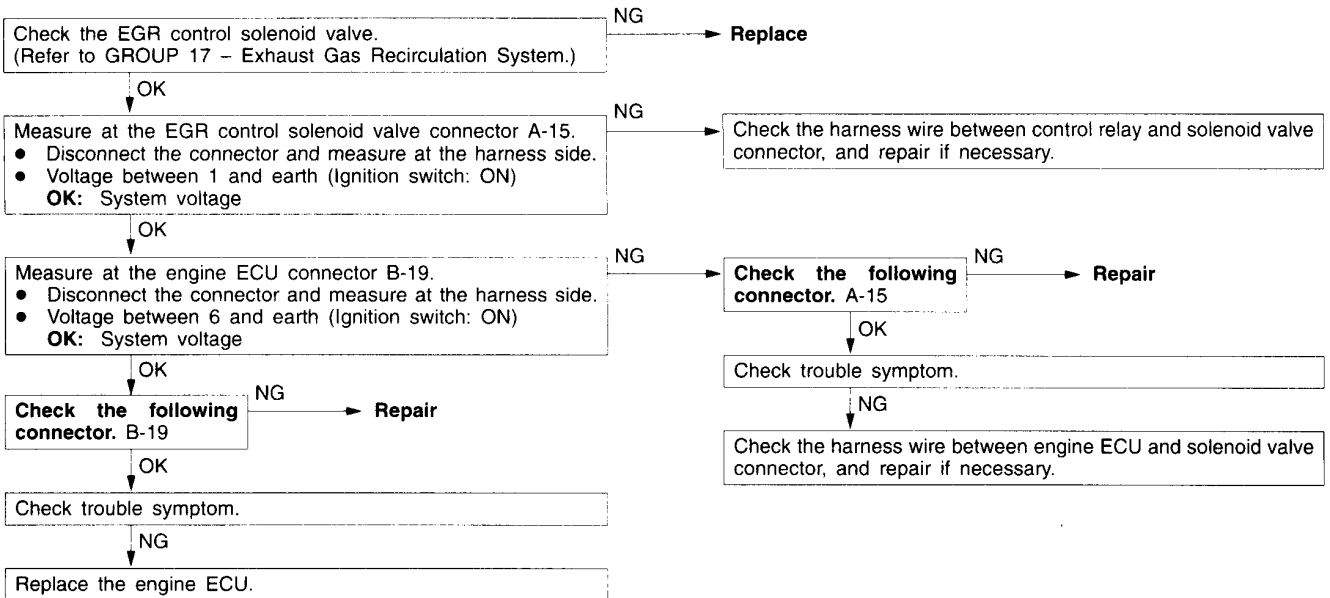 Check the EGR control solenoid valve.
(Refer to GROUP 17 – Exhaust Gas Recirculation System.)
NG
Replace
OK
Measure at the EGR control solenoid valve connector A-15.
● Disconnect the connector and measure at the harness side.
● Voltage between 1 and earth (Ignition switch: ON)
OK: System voltage
NG
Check the harness wire between control relay and solenoid valve
connector, and repair if necessary.
OK
Measure at the engine ECU connector B-19.
● Disconnect the connector and measure at the harness side.
● Voltage between 6 and earth (Ignition switch: ON)
OK: System voltage
NG
Check the following
connector. A-15
NG
Repair
OK
Check trouble symptom.
NG
Check the harness wire between engine ECU and solenoid valve
connector, and repair if necessary.
OK
Check the following
connector. B-19
NG
Repair
OK
Check trouble symptom.
NG
Replace the engine ECU.